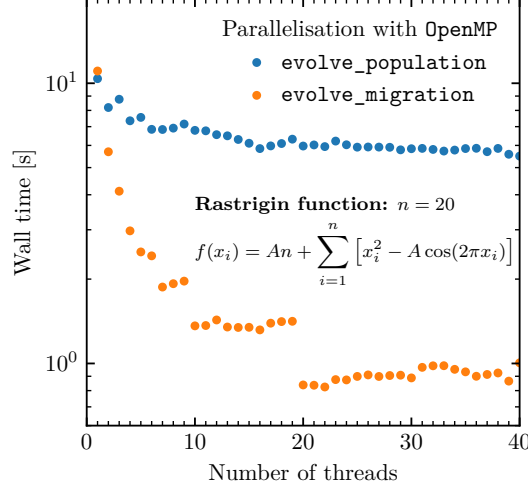 Parallelisation with OpenMP
evolve_population
evolve_migration
Wall time [s]
10^1
10^0
Rastrigin function: n = 20
f(x_i) = An + \sum_{i=1}^{n} [x_i^2 − A cos(2πx_i)]
0 10 20 30 40
Number of threads